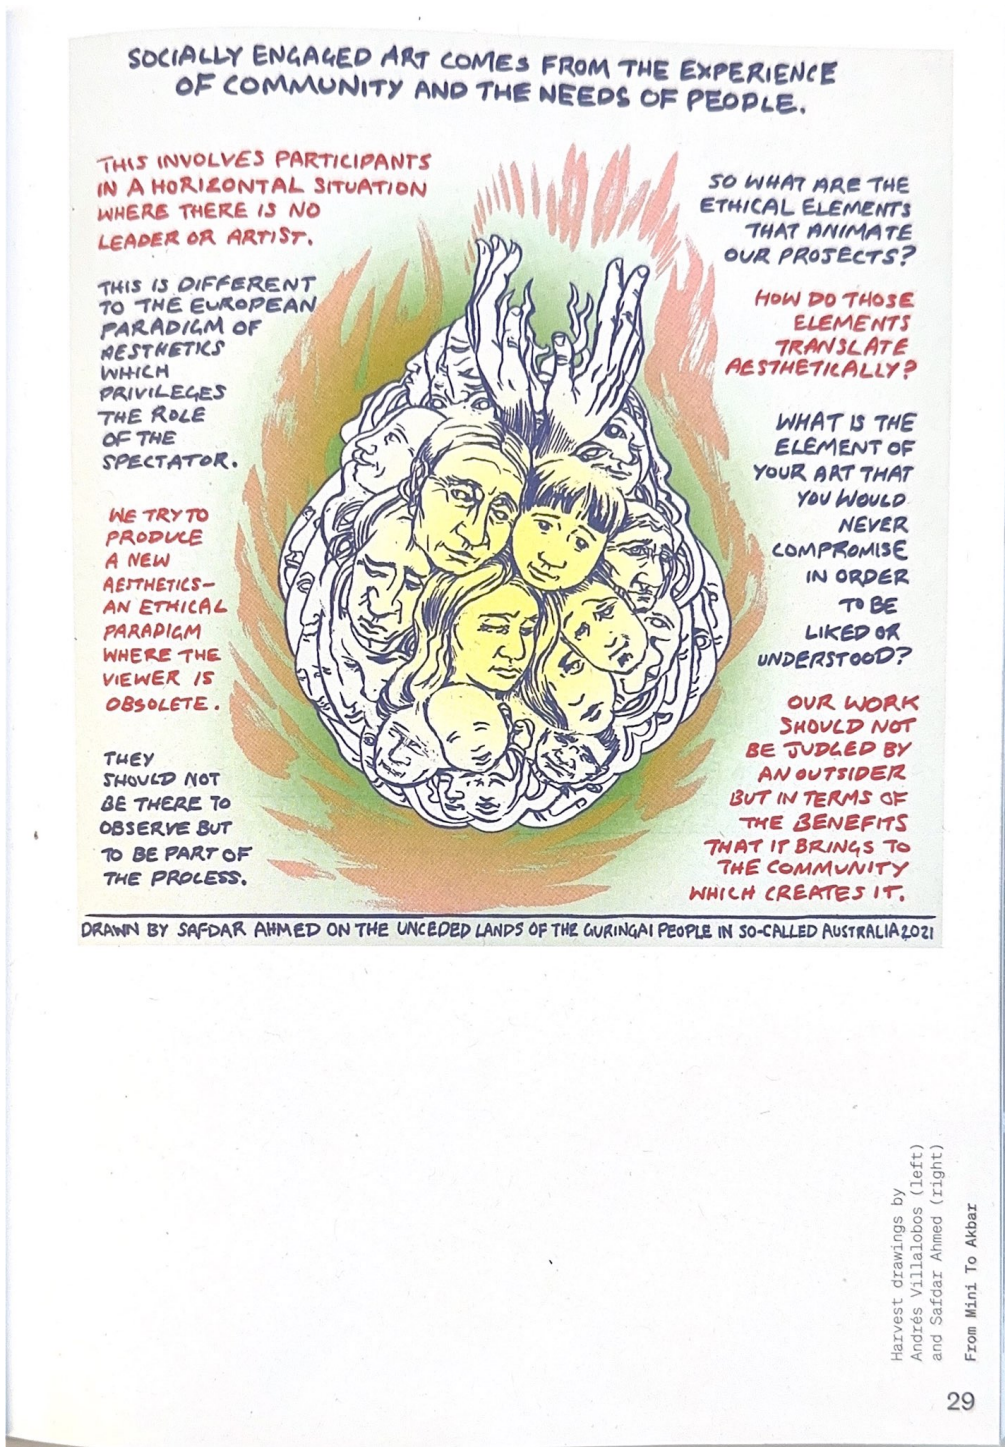 SOCIALLY ENGAGED ART COMES FROM THE EXPERIENCE
OF COMMUNITY AND THE NEEDS OF PEOPLE.
THIS INVOLVES PARTICIPANTS
IN A HORIZONTAL SITUATION
WHERE THERE IS NO
LEADER OR ARTIST.
THIS IS DIFFERENT
TO THE EUROPEAN
PARADIGM OF
AESTHETICS
WHICH
PRIVILEGES
THE ROLE
OF THE
SPECTATOR.
WE TRY TO
PRODUCE
A NEW
AESTHETICS-
AN ETHICAL
PARADIGM
WHERE THE
VIEWER IS
OBSOLETE.
THEY
SHOULD NOT
BE THERE TO
OBSERVE BUT
TO BE PART OF
THE PROCESS.
SO WHAT ARE THE
ETHICAL ELEMENTS
THAT ANIMATE
OUR PROJECTS?
HOW DO THOSE
ELEMENTS
TRANSLATE
AESTHETICALLY?
WHAT IS THE
ELEMENT OF
YOUR ART THAT
YOU WOULD
NEVER
COMPROMISE
IN ORDER
TO BE
LIKED OR
UNDERSTOOD?
OUR WORK
SHOULD NOT
BE JUDGED BY
AN OUTSIDER
BUT IN TERMS OF
THE BENEFITS
THAT IT BRINGS TO
THE COMMUNITY
WHICH CREATES IT.
DRAWN BY SAFDAR AHMED ON THE UNCEDED LANDS OF THE GURINGAI PEOPLE IN SO-CALLED AUSTRALIA 2021
Harvest drawings by
Andrés Villalobos (left)
and Safdar Ahmed (right)
From Mini To Akbar
29